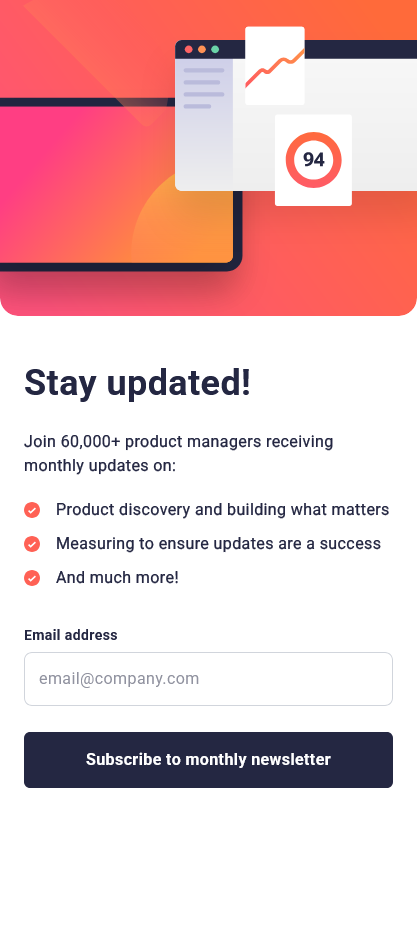 94
Stay updated!
Join 60,000+ product managers receiving
monthly updates on:
Product discovery and building what matters
Measuring to ensure updates are a success
And much more!
Email address
email@company.com
Subscribe to monthly newsletter